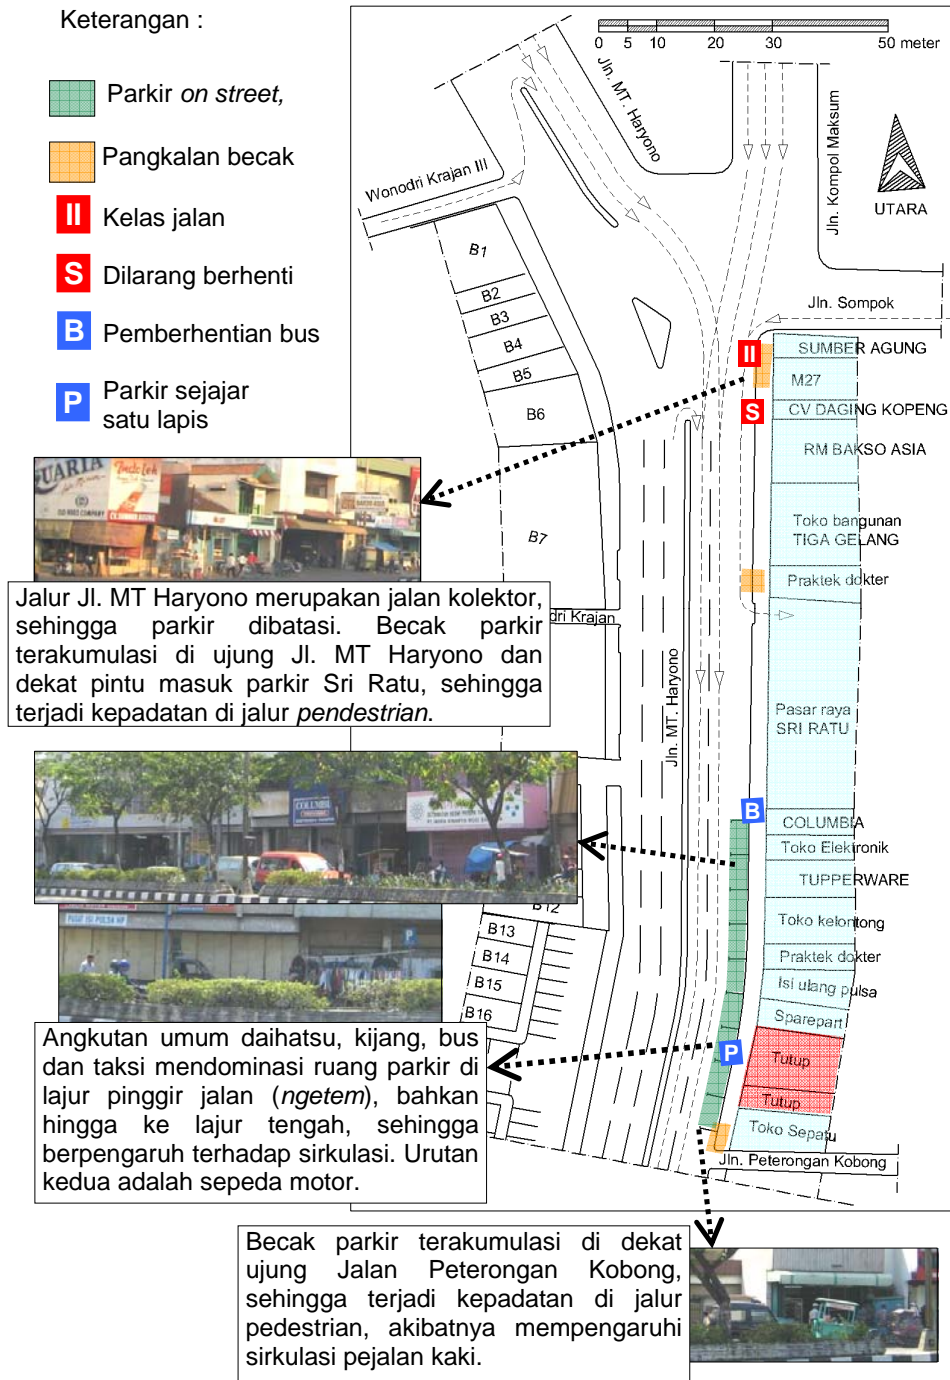 Keterangan :
Parkir on street,
Pangkalan becak
II Kelas jalan
S Dilarang berhenti
B Pemberhentian bus
P Parkir sejajar
satu lapis
0 5 10 20 30 50 meter
Jln. MT. Haryono
Jln. Kompol Maksum
UTARA
Wonodri Krajan III
Jln. Sompok
B1
B2
B3
B4
B5
B6
B7
II
S
SUMBER AGUNG
M27
CV DAGING KOPENG
RM BAKSO ASIA
Toko bangunan
TIGA GELANG
Praktek dokter
dri Krajan
Jalur Jl. MT Haryono merupakan jalan kolektor,
sehingga parkir dibatasi. Becak parkir
terakumulasi di ujung Jl. MT Haryono dan
dekat pintu masuk parkir Sri Ratu, sehingga
terjadi kepadatan di jalur pendestrian.
Jln. MT. Haryono
Pasar raya
SRI RATU
B
COLUMBIA
Toko Elektronik
TUPPERWARE
Toko kelontong
Praktek dokter
Isi ulang pulsa
Sparepart
P
Tutup
Tutup
Toko Sepatu
Jln. Peterongan Kobong
COLUMBIA
PUSAT ISI PULSA HP
P
B12
B13
B14
B15
B16
Angkutan umum daihatsu, kijang, bus
dan taksi mendominasi ruang parkir di
lajur pinggir jalan (ngetem), bahkan
hingga ke lajur tengah, sehingga
berpengaruh terhadap sirkulasi. Urutan
kedua adalah sepeda motor.
Becak parkir terakumulasi di dekat
ujung Jalan Peterongan Kobong,
sehingga terjadi kepadatan di jalur
pedestrian, akibatnya mempengaruhi
sirkulasi pejalan kaki.